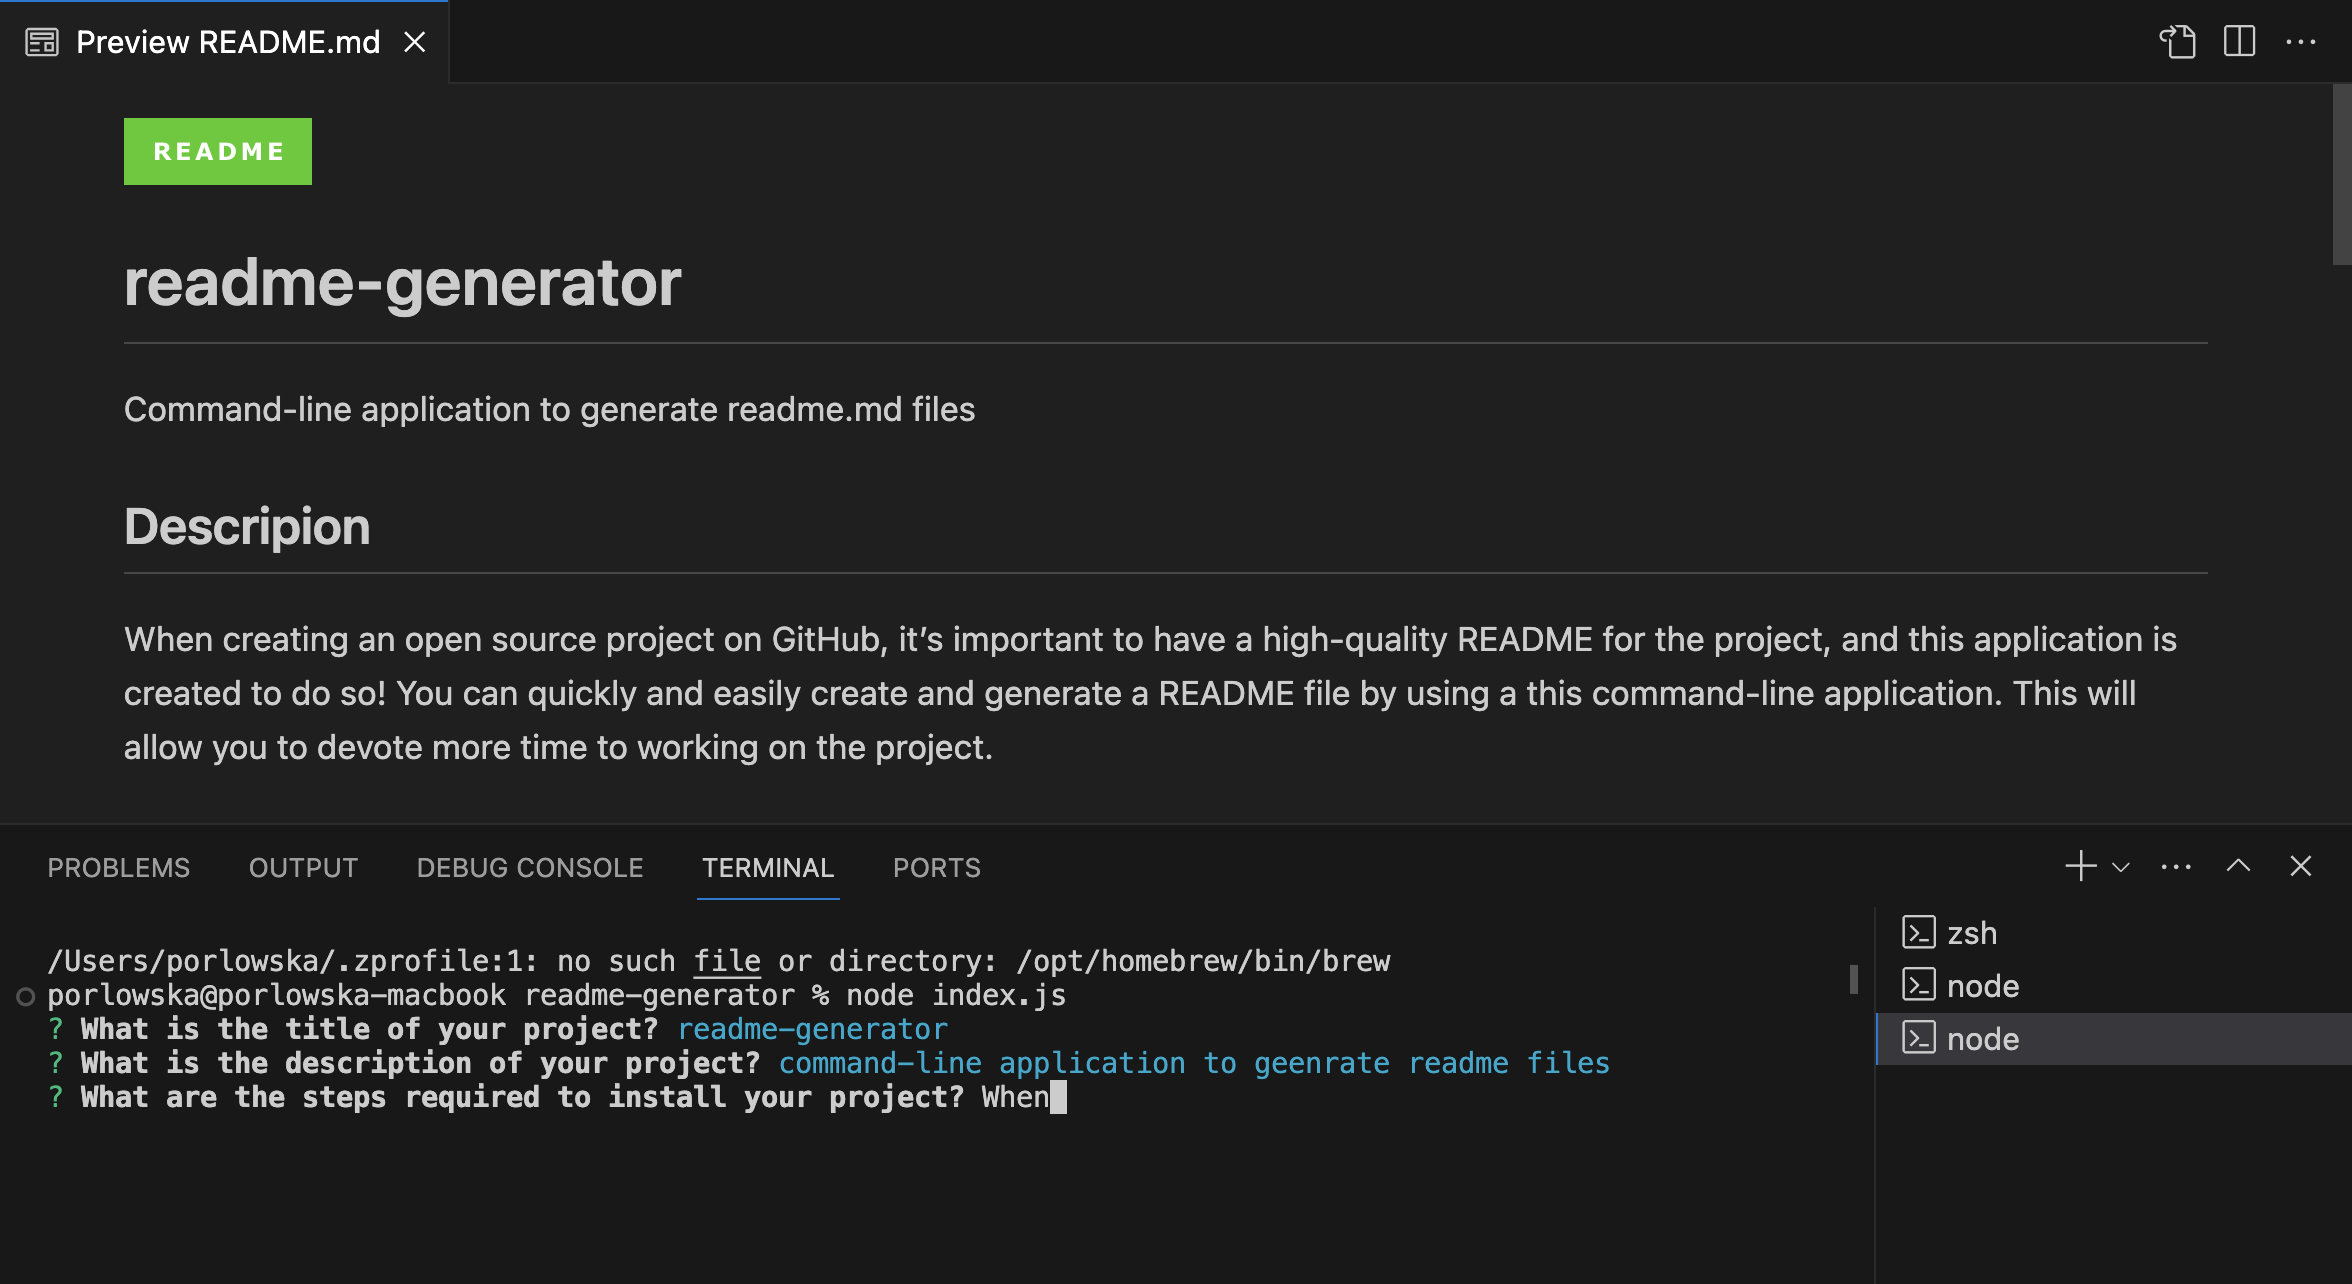 Preview README.md
README
readme-generator
Command-line application to generate readme.md files
Descripion
When creating an open source project on GitHub, it’s important to have a high-quality README for the project, and this application is
created to do so! You can quickly and easily create and generate a README file by using a this command-line application. This will
allow you to devote more time to working on the project.
PROBLEMS OUTPUT DEBUG CONSOLE TERMINAL PORTS
/Users/porlowska/.zprofile:1: no such file or directory: /opt/homebrew/bin/brew
porlowska@porlowska-macbook readme-generator % node index.js
? What is the title of your project? readme-generator
? What is the description of your project? command-line application to geenrate readme files
? What are the steps required to install your project? When
zsh
node
node